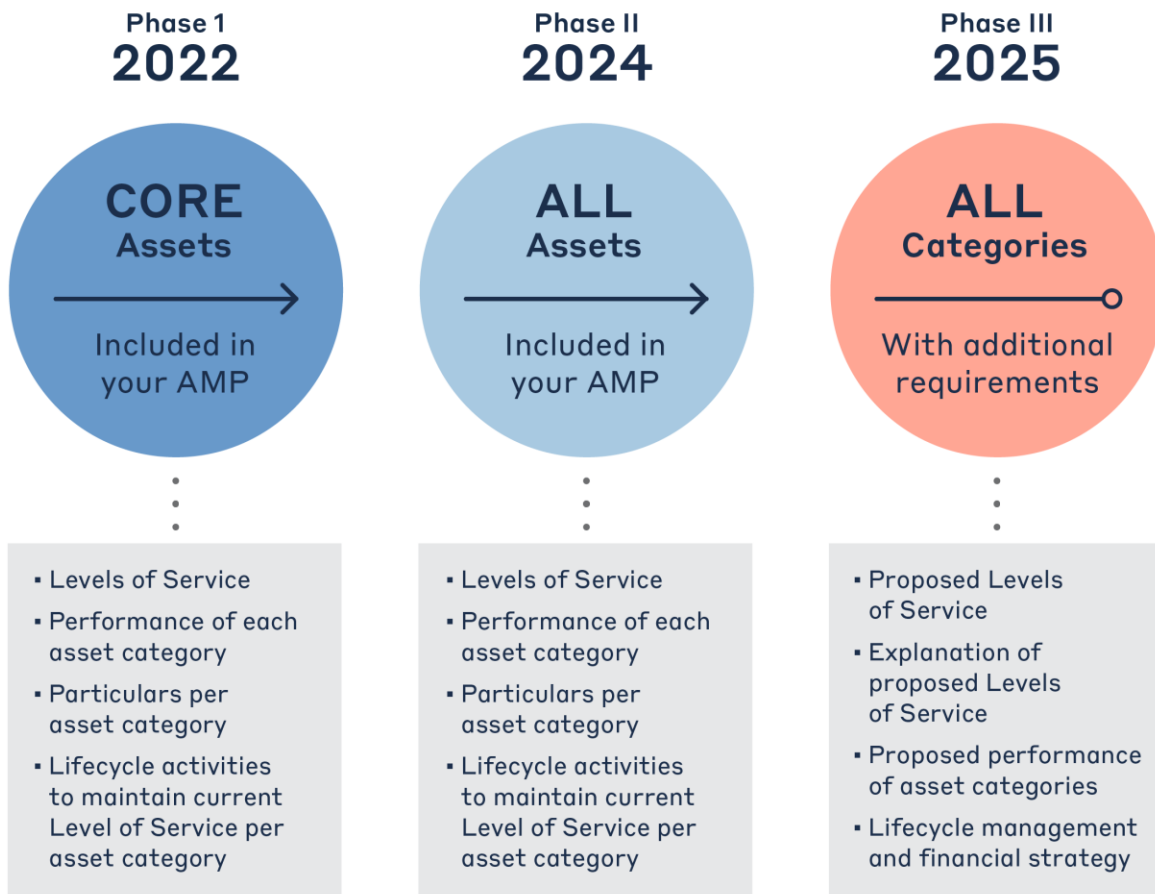 Phase 1
2022
CORE
Assets
Included in
your AMP
▪ Levels of Service
▪ Performance of each
asset category
▪ Particulars per
asset category
▪ Lifecycle activities
to maintain current
Level of Service per
asset category
Phase II
2024
ALL
Assets
Included in
your AMP
▪ Levels of Service
▪ Performance of each
asset category
▪ Particulars per
asset category
▪ Lifecycle activities
to maintain current
Level of Service per
asset category
Phase III
2025
ALL
Categories
With additional
requirements
▪ Proposed Levels
of Service
▪ Explanation of
proposed Levels
of Service
▪ Proposed performance
of asset categories
▪ Lifecycle management
and financial strategy